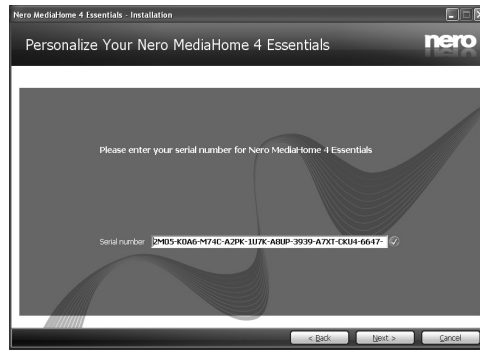 Nero MediaHome 4 Essentials - Installation
Personalize Your Nero MediaHome 4 Essentials
nero
Please enter your serial number for Nero MediaHome 4 Essentials
Serial number 2M05-K0A6-M74C-A2PK-1U7K-A8UP-3939-A7XT-CKU4-6647-
< Back Next > Cancel